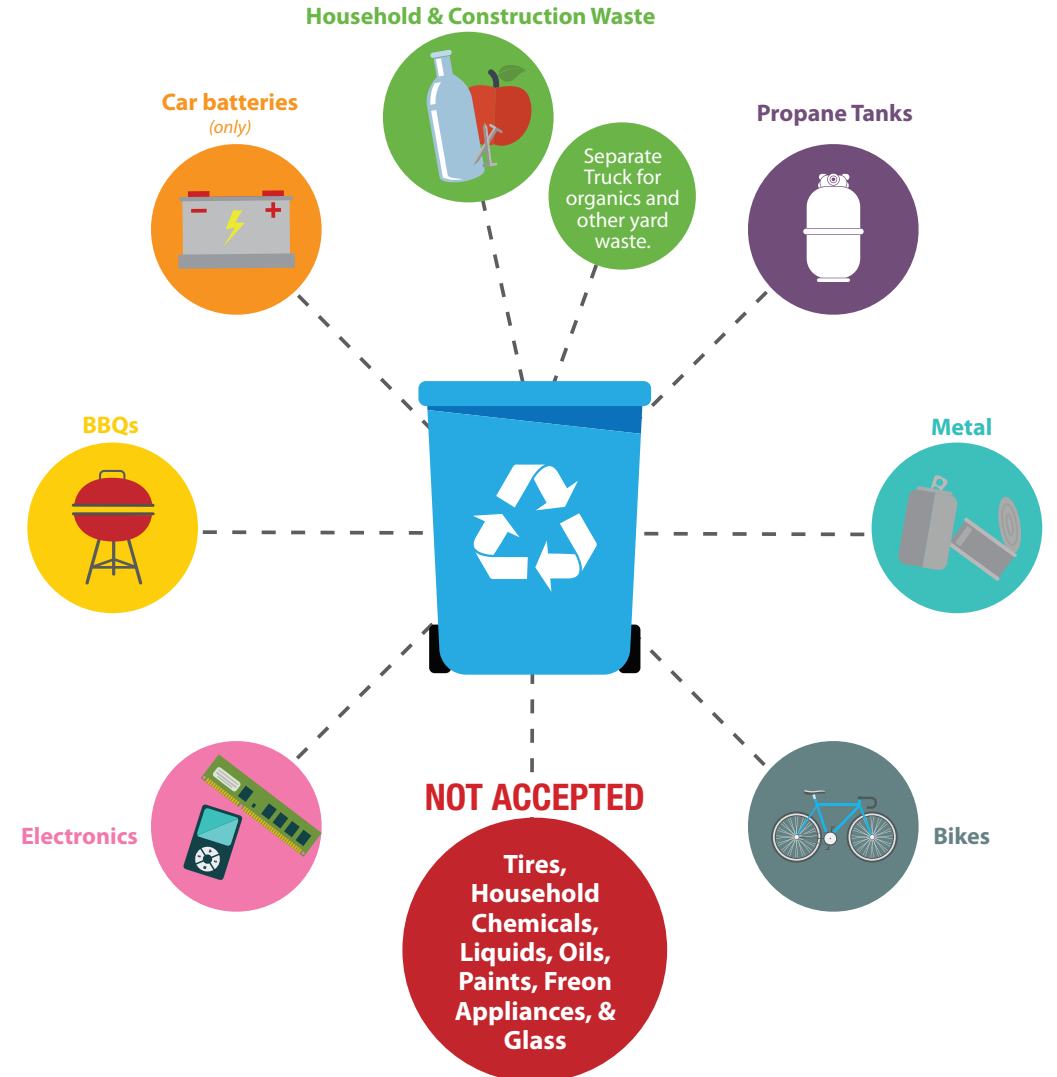 Household & Construction Waste
Car batteries
(only)
Propane Tanks
Separate
Truck for
organics and
other yard
waste.
BBQs
Metal
Electronics
Bikes
NOT ACCEPTED
Tires,
Household
Chemicals,
Liquids, Oils,
Paints, Freon
Appliances, &
Glass